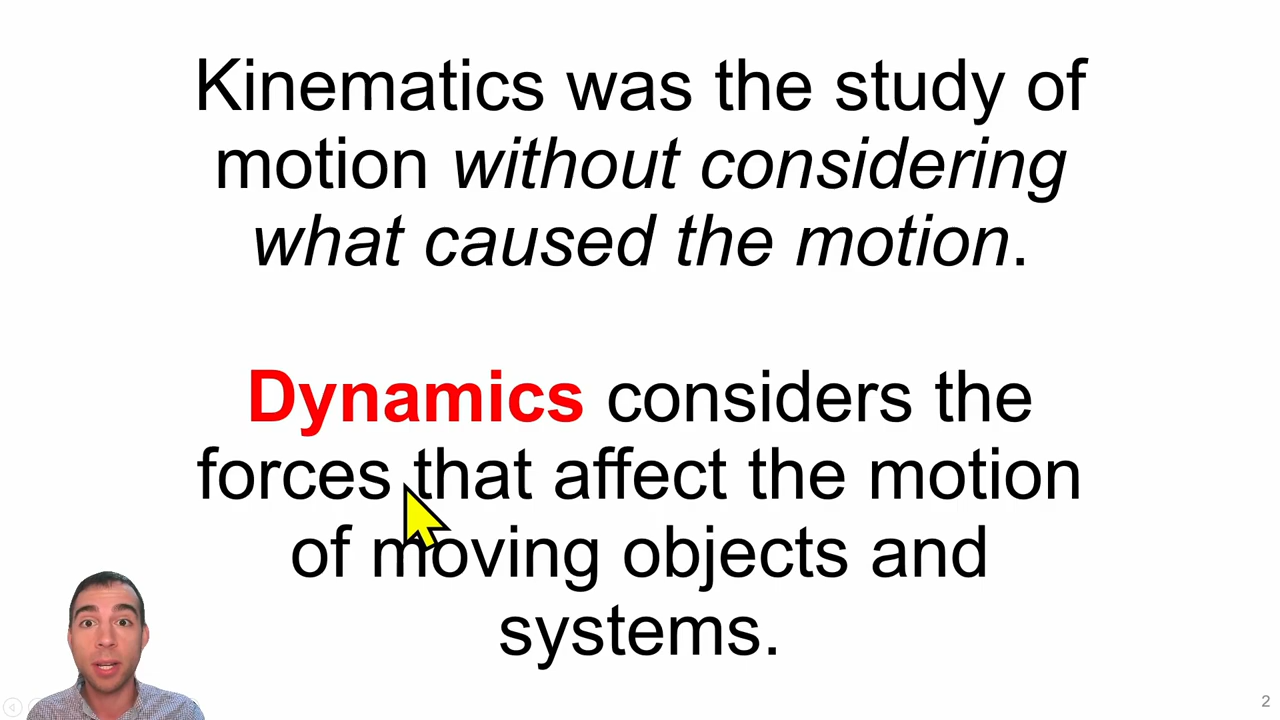 Kinematics was the study of
motion without considering
what caused the motion.
Dynamics considers the
forces that affect the motion
of moving objects and
systems.
2